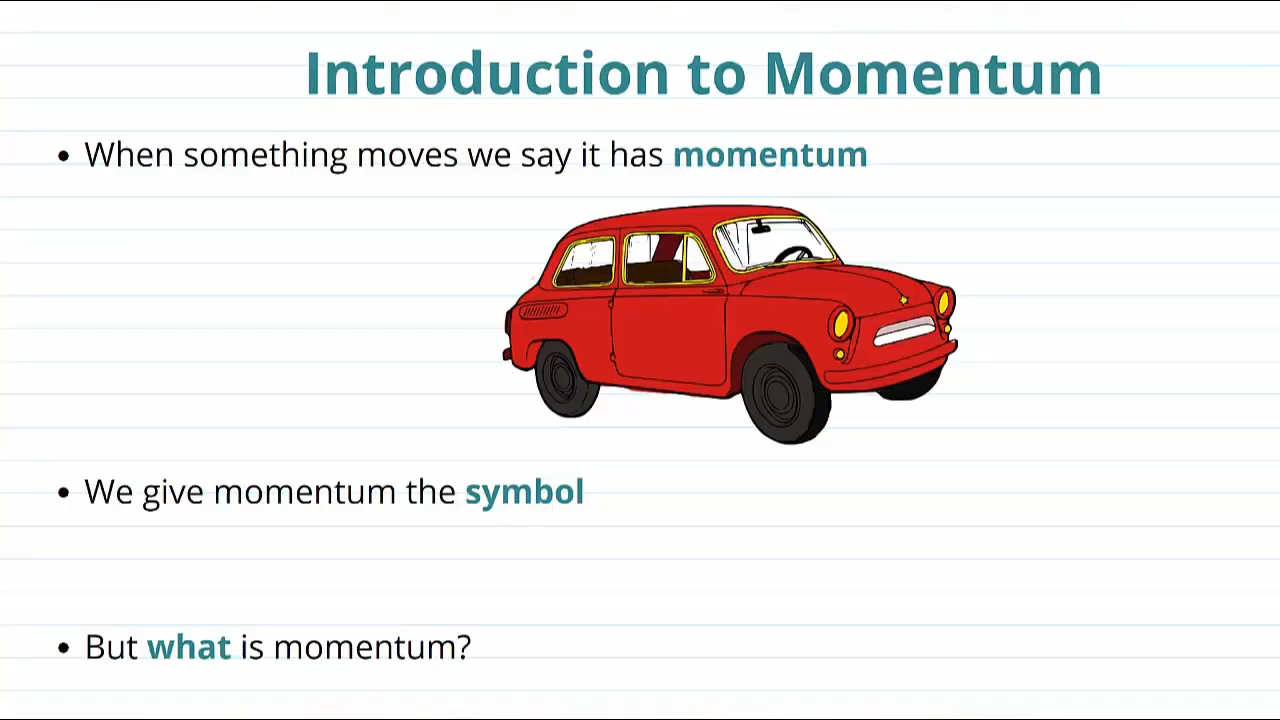 Introduction to Momentum
• When something moves we say it has momentum
• We give momentum the symbol
• But what is momentum?